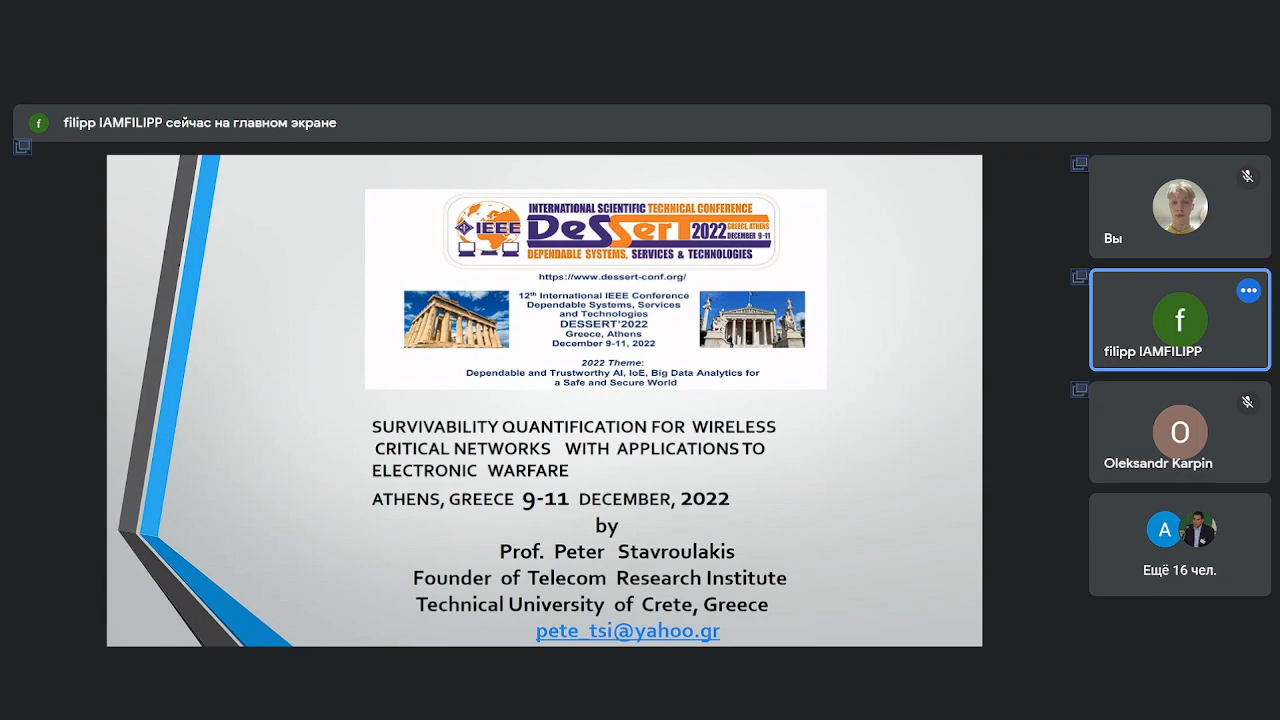 f filipp IAMFILIPP сейчас на главном экране
INTERNATIONAL SCIENTIFIC TECHNICAL CONFERENCE
IEEE DeSSerT 2022 GREECE, ATHENS
DECEMBER 9-11
DEPENDABLE SYSTEMS, SERVICES & TECHNOLOGIES
https://www.dessert-conf.org/
12th International IEEE Conference
Dependable Systems, Services
and Technologies
DESSERT'2022
Greece, Athens
December 9-11, 2022
2022 Theme:
Dependable and Trustworthy AI, IoE, Big Data Analytics for
a Safe and Secure World
SURVIVABILITY QUANTIFICATION FOR WIRELESS
CRITICAL NETWORKS WITH APPLICATIONS TO
ELECTRONIC WARFARE
ATHENS, GREECE 9-11 DECEMBER, 2022
by
Prof. Peter Stavroulakis
Founder of Telecom Research Institute
Technical University of Crete, Greece
pete_tsi@yahoo.gr
Вы
f
filipp IAMFILIPP
O
Oleksandr Karpin
A
Ещё 16 чел.